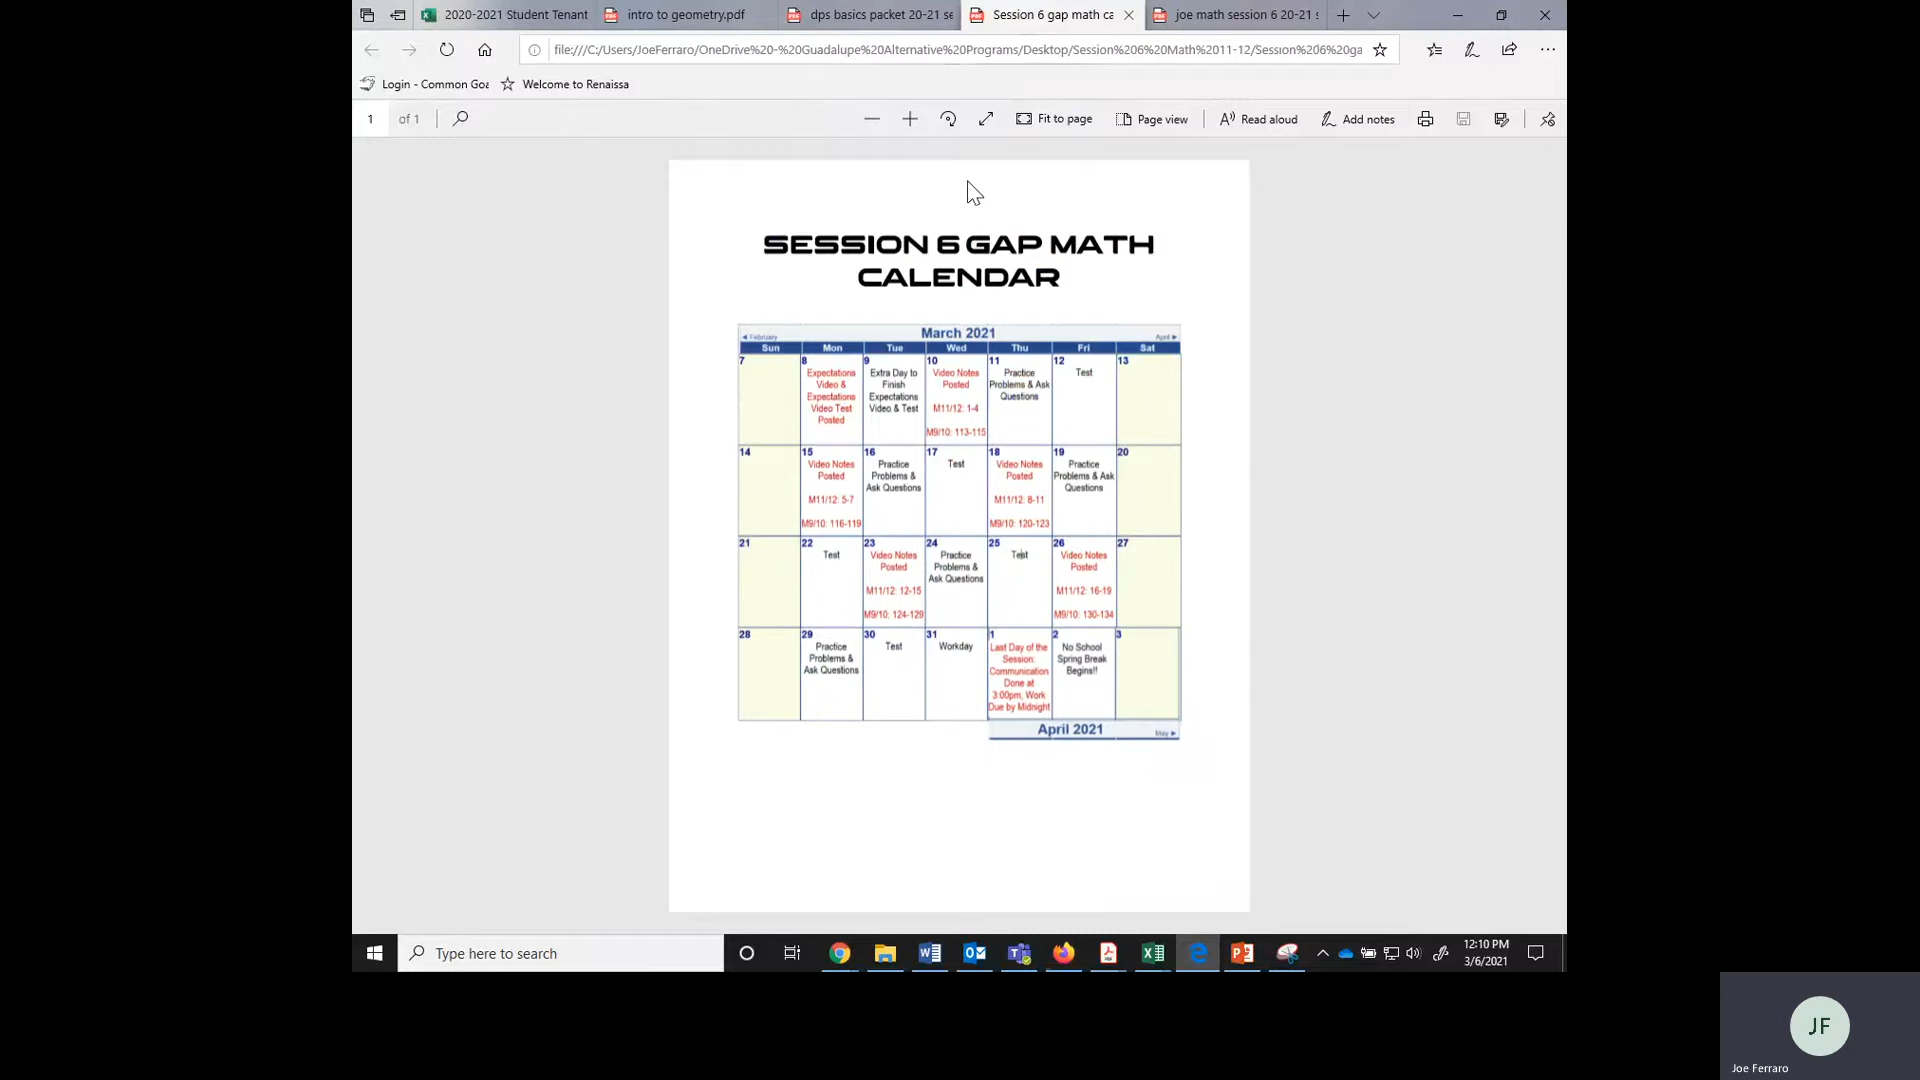 2020-2021 Student Tenant
intro to geometry.pdf
dps basics packet 20-21 se
Session 6 gap math ca
joe math session 6 20-21 s
file:///C:/Users/JoeFerraro/OneDrive%20-%20Guadalupe%20Alternative%20Programs/Desktop/Session%206%20Math%2011-12/Session%206%20ga
Login - Common Goa
Welcome to Renaissa
1 of 1
Fit to page
Page view
Read aloud
Add notes
SESSION 6 GAP MATH
CALENDAR
◄ February
March 2021
April ►
Sun Mon Tue Wed Thu Fri Sat
7
8
Expectations
Video &
Expectations
Video Test
Posted
9
Extra Day to
Finish
Expectations
Video & Test
10
Video Notes
Posted
M11/12: 1-4
M9/10: 113-115
11
Practice
Problems & Ask
Questions
12
Test
13
14
15
Video Notes
Posted
M11/12: 5-7
M9/10: 116-119
16
Practice
Problems &
Ask Questions
17
Test
18
Video Notes
Posted
M11/12: 8-11
M9/10: 120-123
19
Practice
Problems & Ask
Questions
20
21
22
Test
23
Video Notes
Posted
M11/12: 12-15
M9/10: 124-129
24
Practice
Problems &
Ask Questions
25
Test
26
Video Notes
Posted
M11/12: 16-19
M9/10: 130-134
27
28
29
Practice
Problems &
Ask Questions
30
Test
31
Workday
1
Last Day of the
Session:
Communication
Done at
3:00pm, Work
Due by Midnight
2
No School
Spring Break
Begins!!
3
April 2021
May ►
Type here to search
12:10 PM
3/6/2021
JF
Joe Ferraro